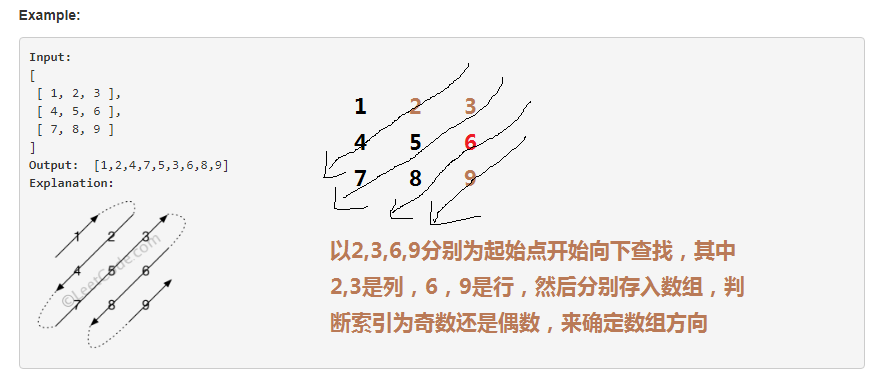 Example:
Input:
[
[ 1, 2, 3 ],
[ 4, 5, 6 ],
[ 7, 8, 9 ]
]
Output: [1,2,4,7,5,3,6,8,9]
Explanation:
1 2 3
4 5 6
7 8 9
©LeetCode.com
1 2 3
4 5 6
7 8 9
以2,3,6,9分别为起始点开始向下查找，其中
2,3是列，6，9是行，然后分别存入数组，判
断索引为奇数还是偶数，来确定数组方向